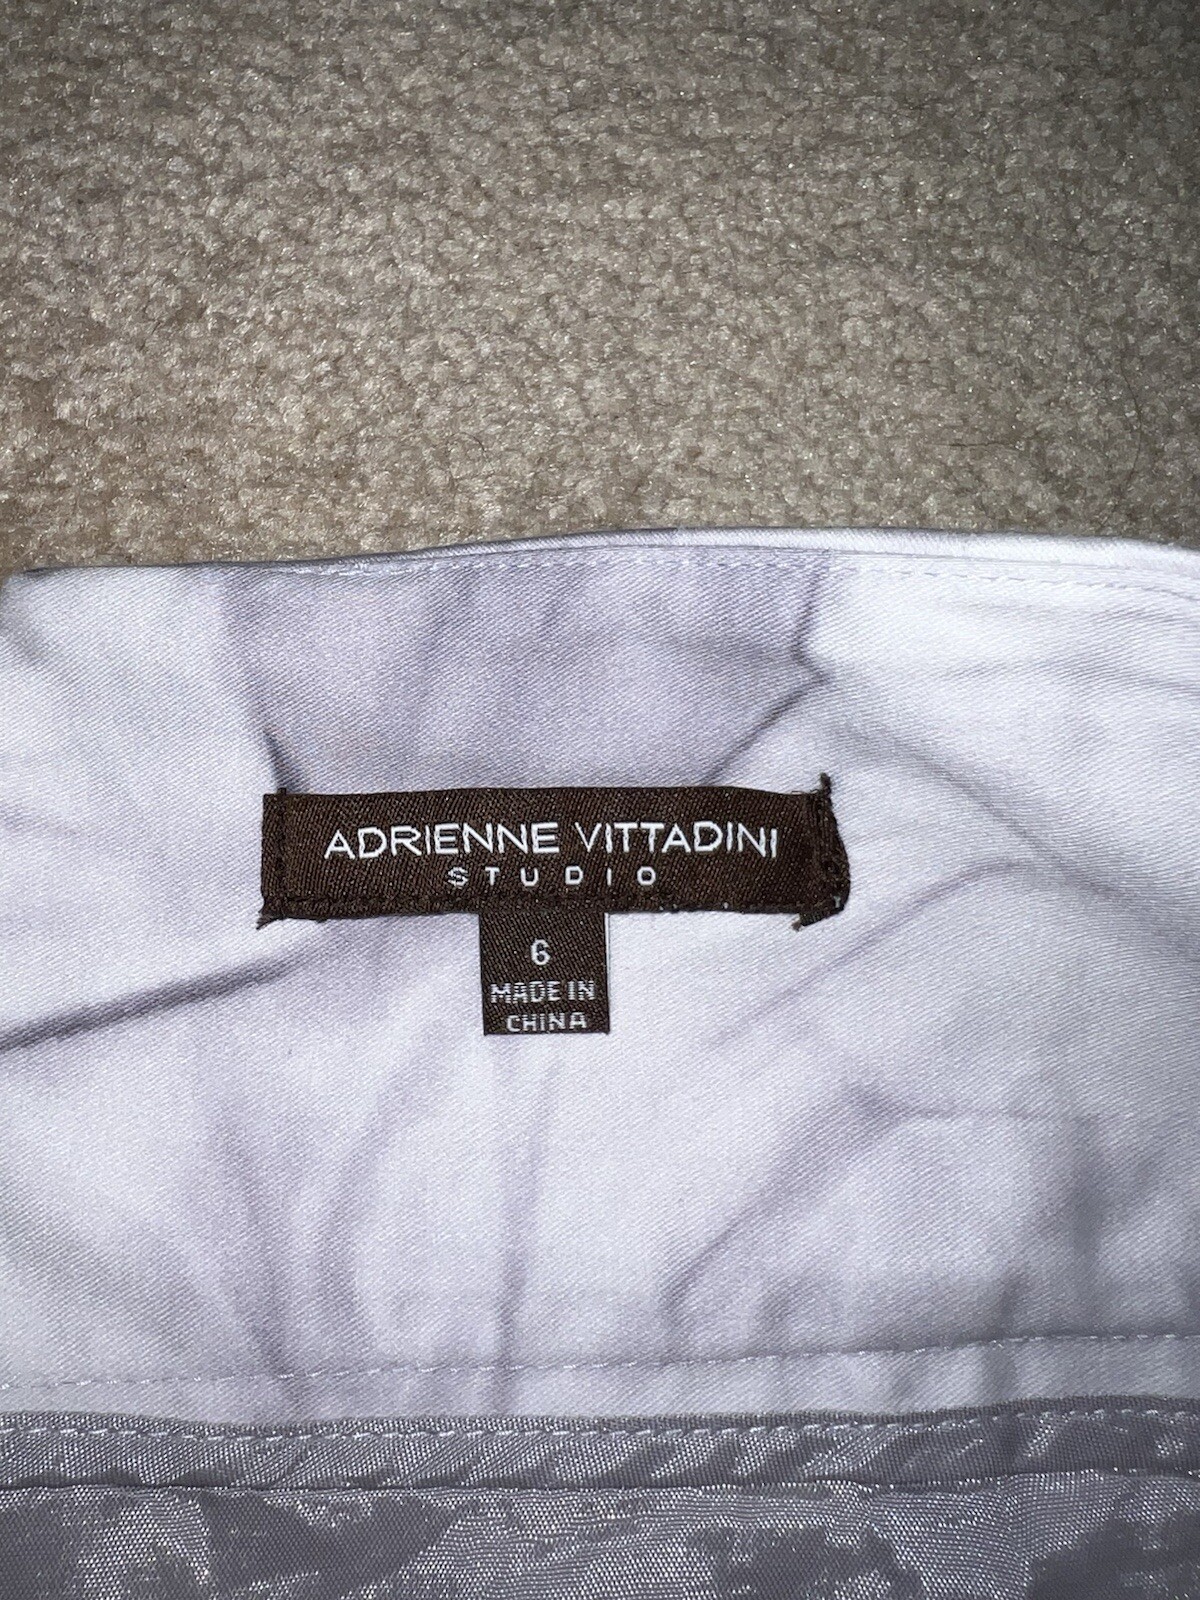 ADRIENNE VITTADINI
STUDIO
6
MADE IN
CHINA